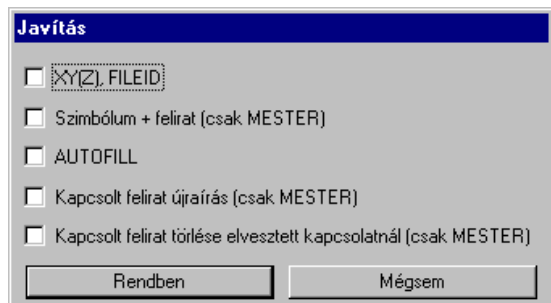 Javítás
XY(Z), FILEID
Szimbólum + felirat (csak MESTER)
AUTOFILL
Kapcsolt felirat újraírás (csak MESTER)
Kapcsolt felirat törlése elvesztett kapcsolatnál (csak MESTER)
Rendben Mégsem